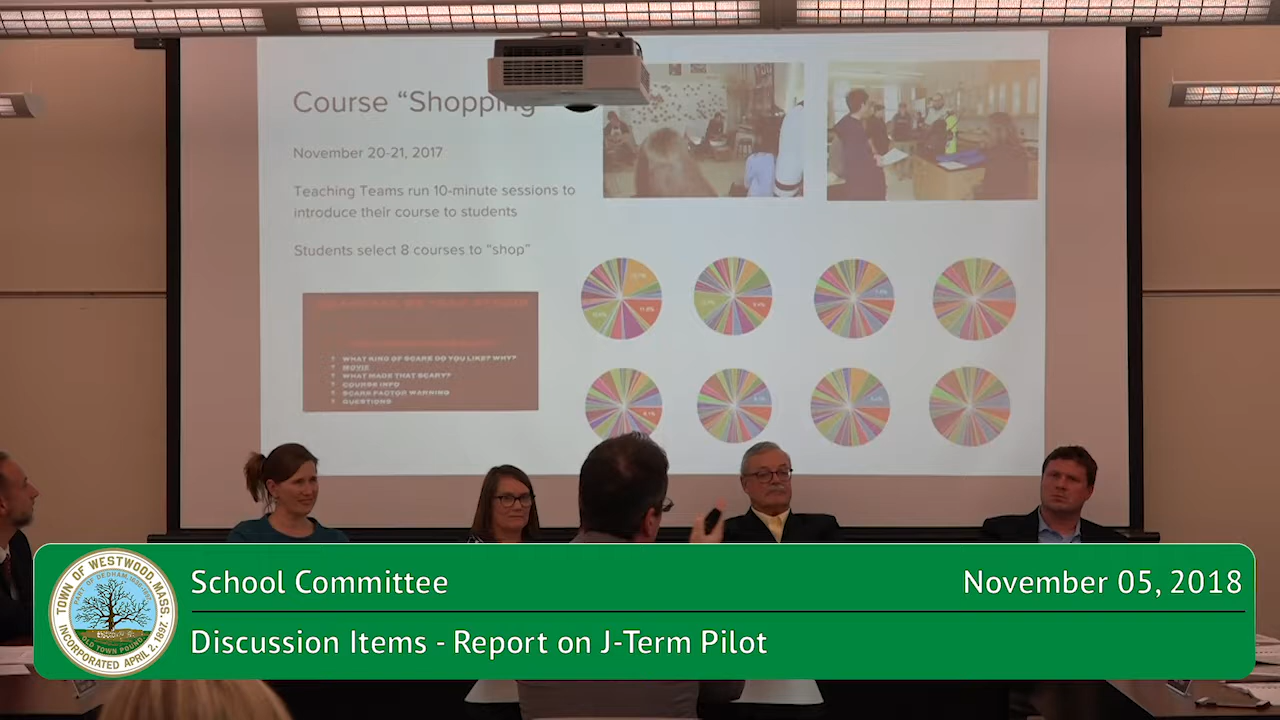 Course “Shopping
November 20-21, 2017
Teaching Teams run 10-minute sessions to
introduce their course to students
Students select 8 courses to “shop”
WHAT KIND OF SCARE DO YOU LIKE? WHY?
MOVIE
WHAT MADE THAT SCARY?
COURSE INFO
SCARE FACTOR WARNING
QUESTIONS
TOWN OF WESTWOOD, MASS.
INCORPORATED APRIL 2, 1897.
School Committee
November 05, 2018
Discussion Items - Report on J-Term Pilot